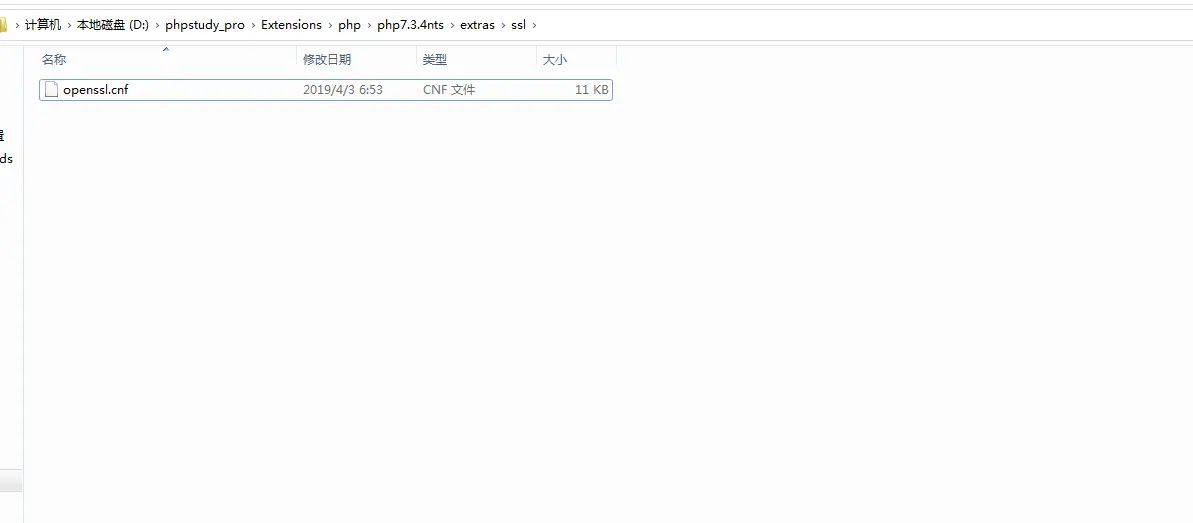 › 计算机 › 本地磁盘 (D:) › phpstudy_pro › Extensions › php › php7.3.4nts › extras › ssl ›
名称 修改日期 类型 大小
openssl.cnf 2019/4/3 6:53 CNF 文件 11 KB
ds